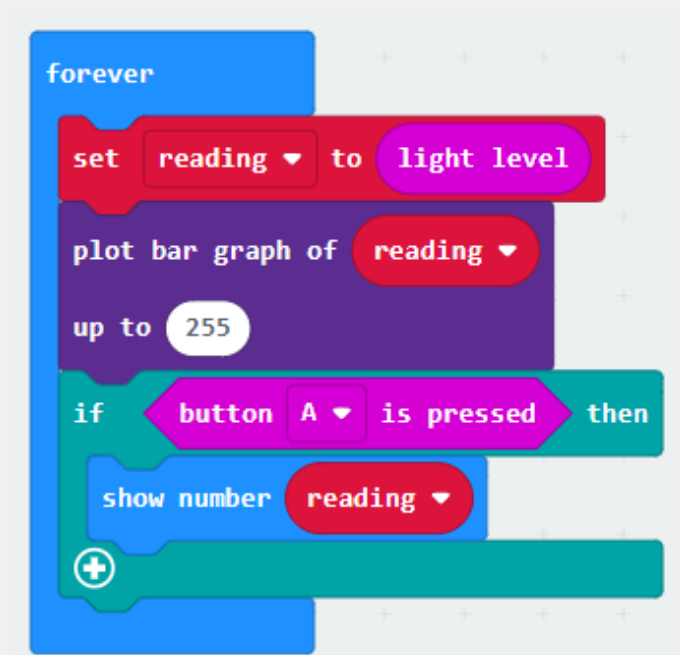 forever
set reading to light level
plot bar graph of reading
up to 255
if button A is pressed then
show number reading